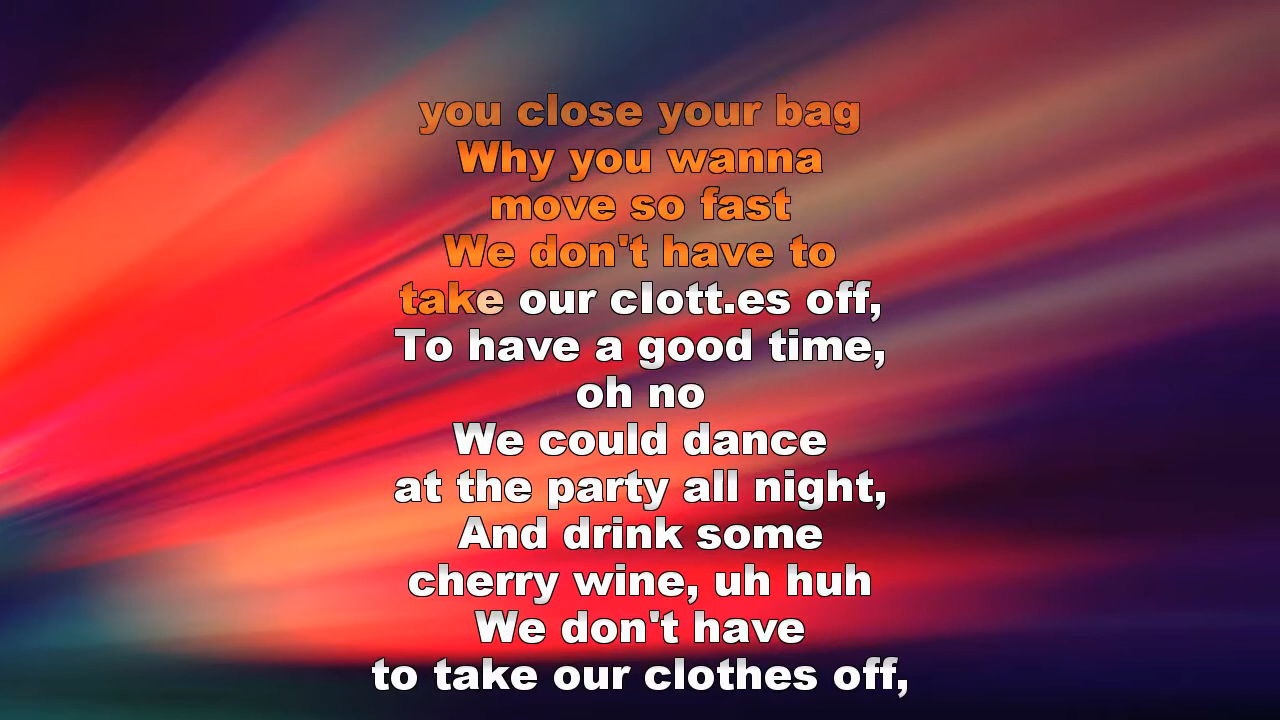 you close your bag
Why you wanna
move so fast
We don't have to
take our clott.es off,
To have a good time,
oh no
We could dance
at the party all night,
And drink some
cherry wine, uh huh
We don't have
to take our clothes off,